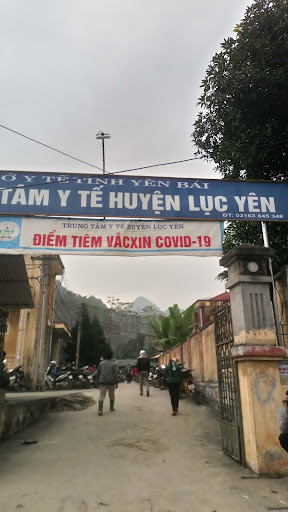 Ở Y TẾ TỈNH YÊN BÁI
TÂM Y TẾ HUYỆN LỤC YÊN
ĐT: 02163 845 348
TRUNG TÂM Y TẾ HUYỆN LỤC YÊN
ĐIỂM TIÊM VẮCXIN COVID-19